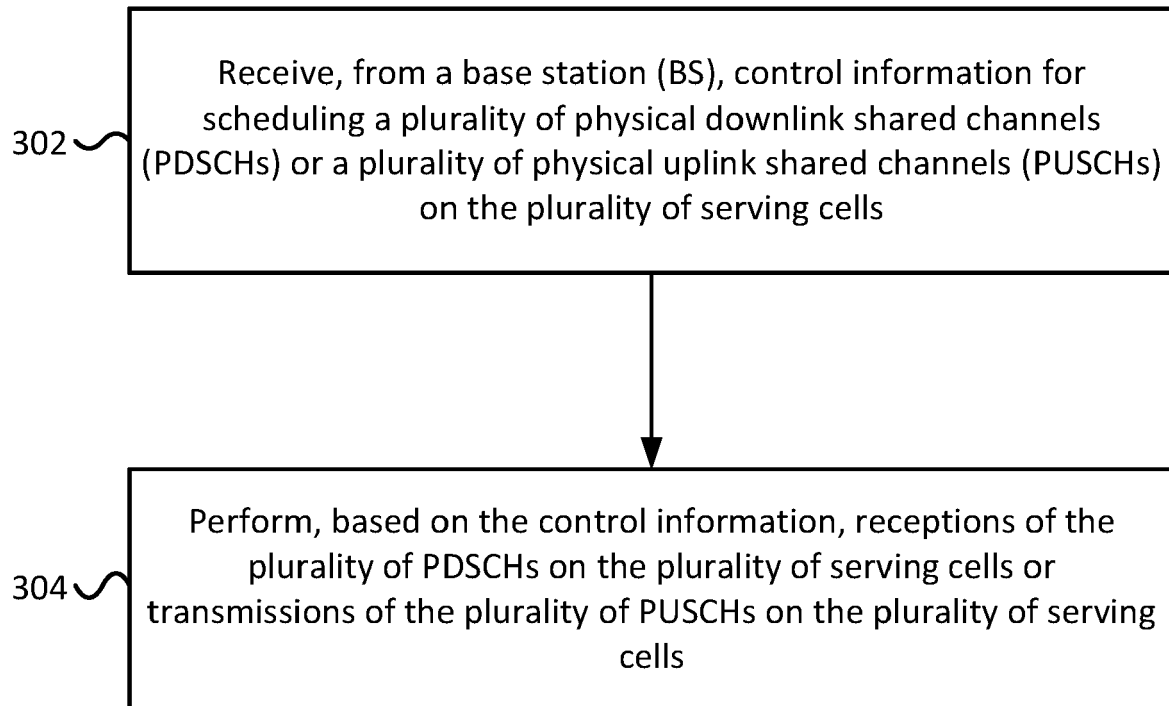 Receive, from a base station (BS), control information for
scheduling a plurality of physical downlink shared channels
302
(PDSCHs) or a plurality of physical uplink shared channels (PUSCHs)
on the plurality of serving cells
Perform, based on the control information, receptions of the
plurality of PDSCHs on the plurality of serving cells or
304
transmissions of the plurality of PUSCHs on the plurality of serving
cells